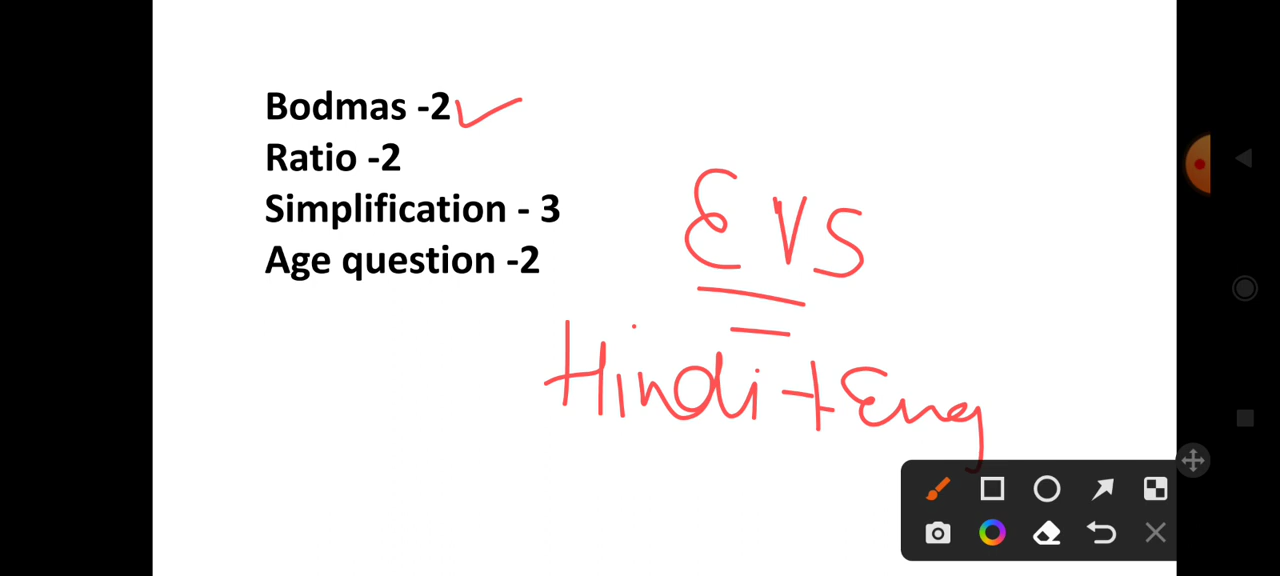 Bodmas -2
Ratio -2
Simplification - 3
Age question -2
EVS
Hindi + Eng